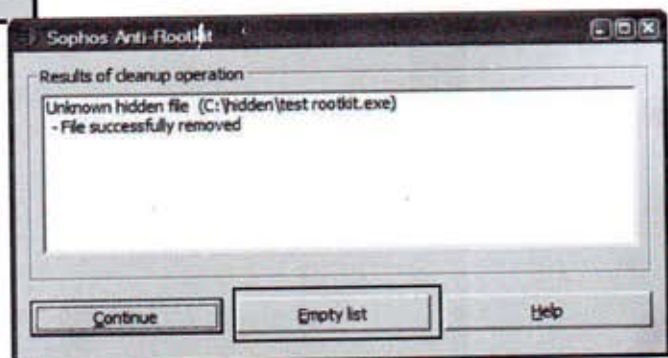 Sophos Anti-Rootkit
Results of cleanup operation
Unknown hidden file (C:\hidden\test rootkit.exe)
- File successfully removed
Continue
Empty list
Help